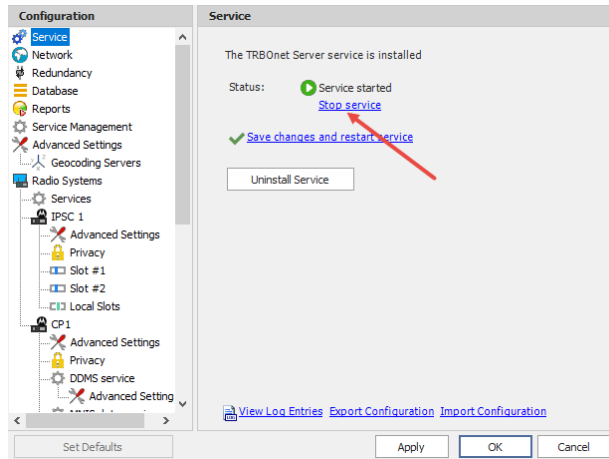 Configuration
Service
Network
Redundancy
Database
Reports
Service Management
Advanced Settings
Geocoding Servers
Radio Systems
Services
IPSC 1
Advanced Settings
Privacy
Slot #1
Slot #2
Local Slots
CP1
Advanced Settings
Privacy
DDMS service
Advanced Setting
Set Defaults
Service
The TRBOnet Server service is installed
Status: Service started
Stop service
Save changes and restart service
Uninstall Service
View Log Entries Export Configuration Import Configuration
Apply OK Cancel